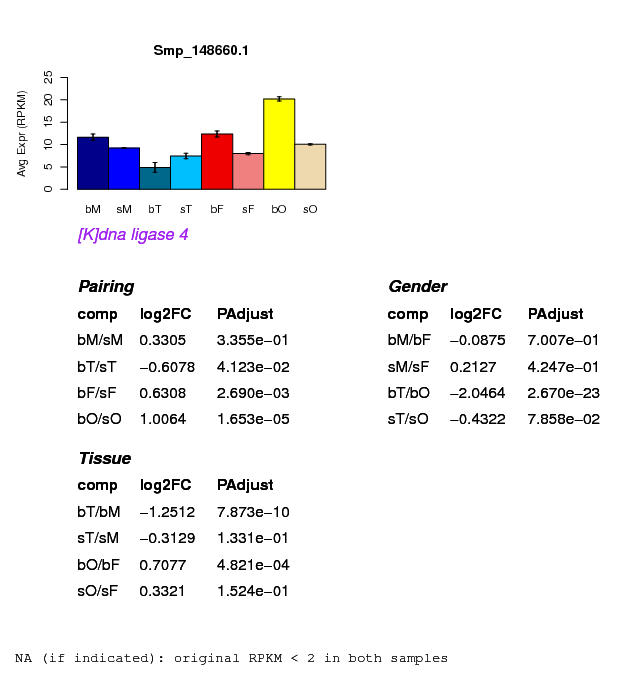 Smp_148660.1
Avg Expr (RPKM)
25
20
15
10
5
0
bM sM bT sT bF sF bO sO
[K]dna ligase 4
Pairing
comp log2FC PAdjust
bM/sM 0.3305 3.355e−01
bT/sT −0.6078 4.123e−02
bF/sF 0.6308 2.690e−03
bO/sO 1.0064 1.653e−05
Gender
comp log2FC PAdjust
bM/bF −0.0875 7.007e−01
sM/sF 0.2127 4.247e−01
bT/bO −2.0464 2.670e−23
sT/sO −0.4322 7.858e−02
Tissue
comp log2FC PAdjust
bT/bM −1.2512 7.873e−10
sT/sM −0.3129 1.331e−01
bO/bF 0.7077 4.821e−04
sO/sF 0.3321 1.524e−01
NA (if indicated): original RPKM < 2 in both samples